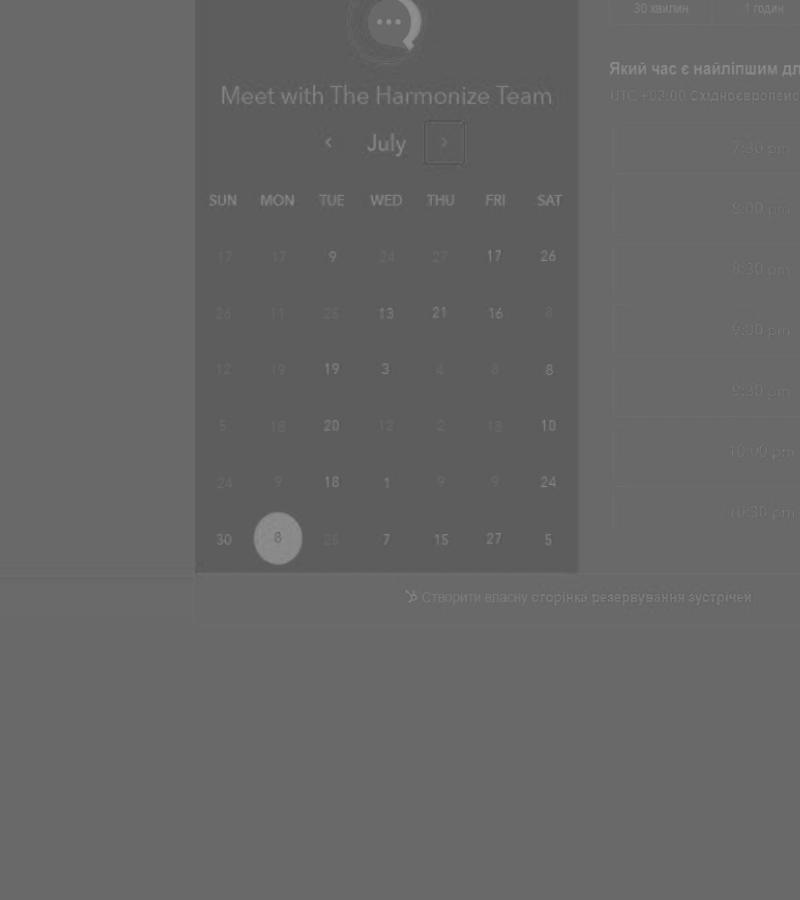 30 хвилин
1 годин
Meet with The Harmonize Team
Який час є найліпшим дл
UTC +02:00 Східноєвропейс
July
SUN MON TUE WED THU FRI SAT
17 17 9 24 27 17 26
26 11 25 13 21 16 8
12 19 19 3 4 8 8
5 18 20 12 2 13 10
24 9 18 1 9 9 24
30 8 26 7 15 27 5
7:30 pm
8:00 pm
8:30 pm
9:00 pm
9:30 pm
10:00 pm
10:30 pm
Створити власну сторінку резервування зустрічей